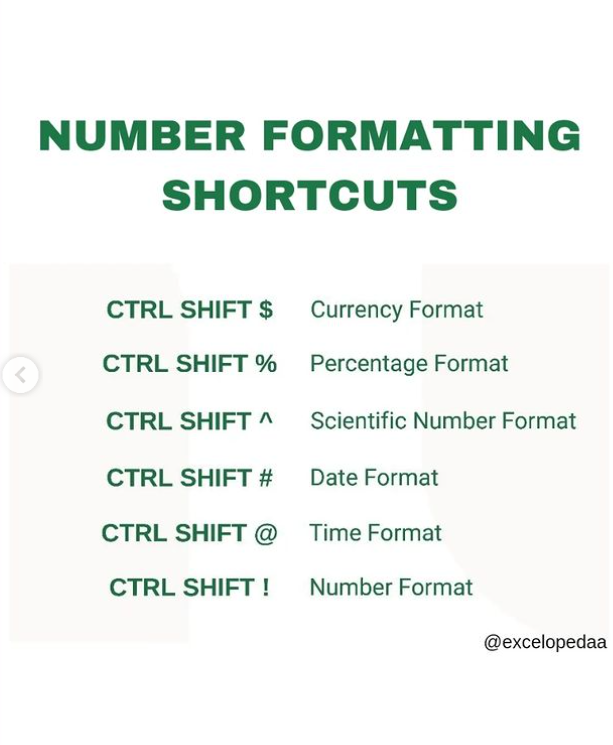 NUMBER FORMATTING
SHORTCUTS
CTRL SHIFT $ Currency Format
CTRL SHIFT % Percentage Format
CTRL SHIFT ^ Scientific Number Format
CTRL SHIFT # Date Format
CTRL SHIFT @ Time Format
CTRL SHIFT ! Number Format
@excelopedaa